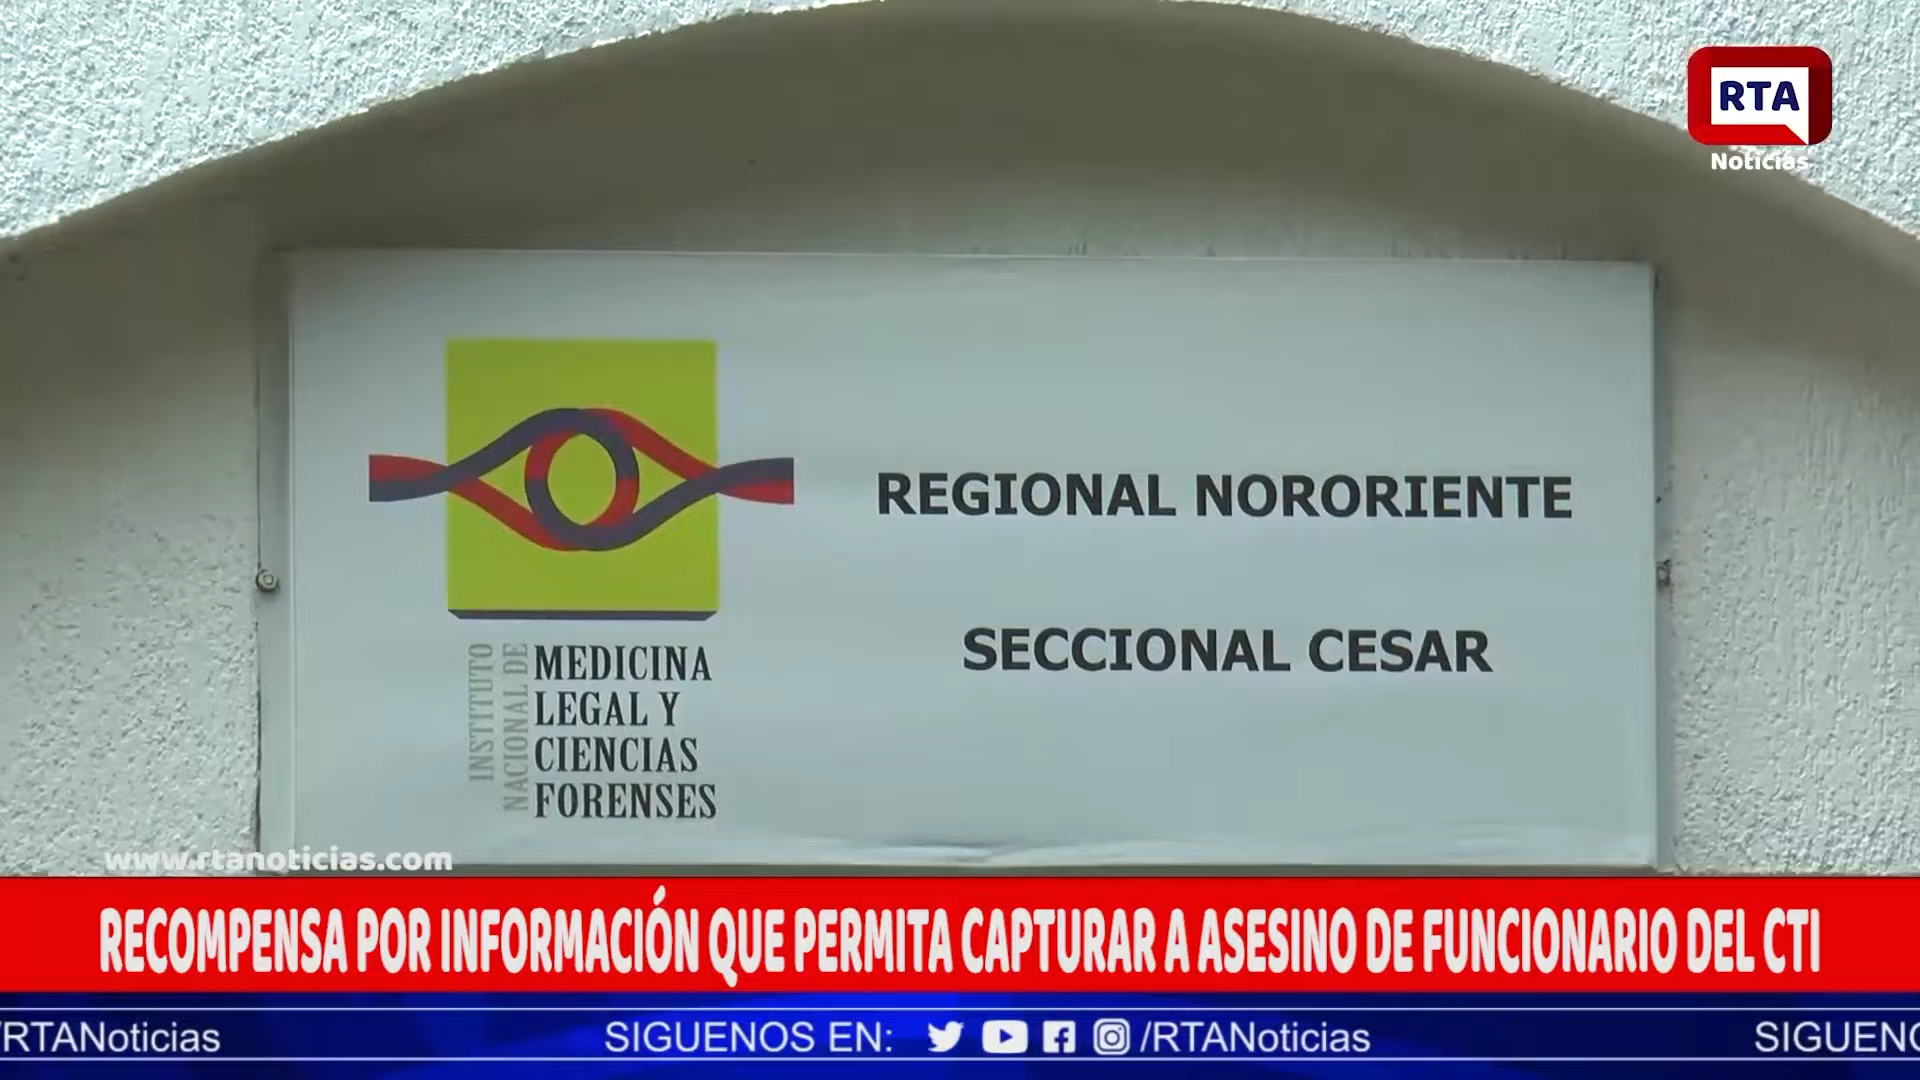 RTA
Noticias
REGIONAL NORORIENTE
SECCIONAL CESAR
INSTITUTO
NACIONAL DE
MEDICINA
LEGAL Y
CIENCIAS
FORENSES
www.rtanoticias.com
RECOMPENSA POR INFORMACIÓN QUE PERMITA CAPTURAR A ASESINO DE FUNCIONARIO DEL CTI
/RTANoticias SIGUENOS EN: /RTANoticias SIGUENO